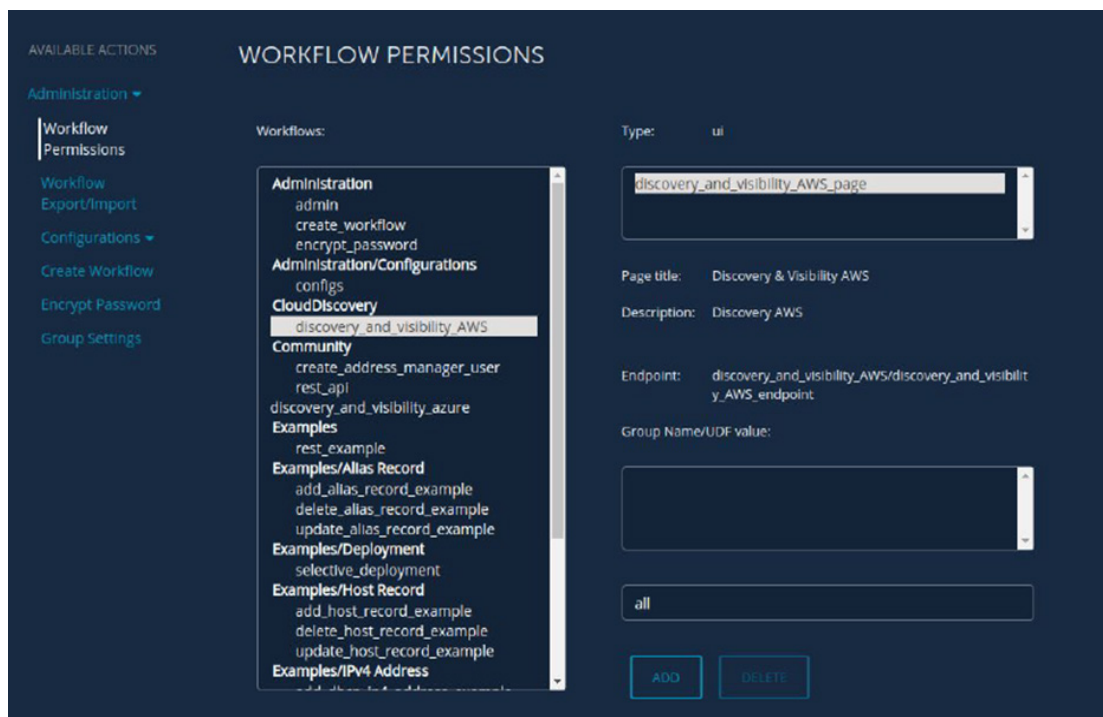 AVAILABLE ACTIONS
Administration
Workflow
Permissions
Workflow
Export/Import
Configurations
Create Workflow
Encrypt Password
Group Settings
WORKFLOW PERMISSIONS
Workflows:
Administration
admin
create_workflow
encrypt_password
Administration/Configurations
configs
CloudDiscovery
discovery_and_visibility_AWS
Community
create_address_manager_user
rest_api
discovery_and_visibility_azure
Examples
rest_example
Examples/Alias Record
add_alias_record_example
delete_alias_record_example
update_alias_record_example
Examples/Deployment
selective_deployment
Examples/Host Record
add_host_record_example
delete_host_record_example
update_host_record_example
Examples/IPv4 Address
Type: ui
discovery_and_visibility_AWS_page
Page title: Discovery & Visibility AWS
Description: Discovery AWS
Endpoint: discovery_and_visibility_AWS/discovery_and_visibilit
y_AWS_endpoint
Group Name/UDF value:
all
ADD DELETE